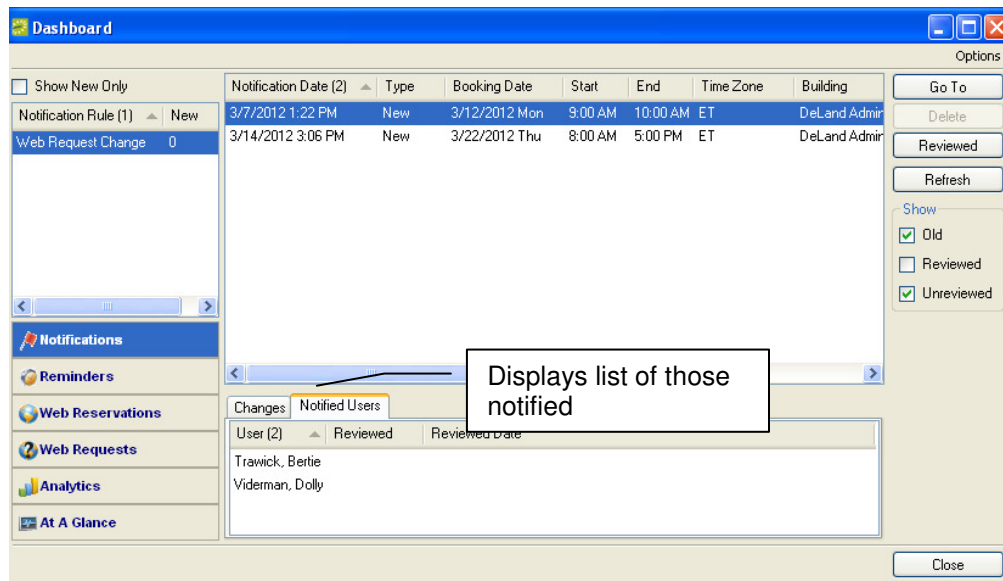 Dashboard
Options
Show New Only
Notification Rule (1) New
Web Request Change 0
Notifications
Reminders
Web Reservations
Web Requests
Analytics
At A Glance
Notification Date (2) Type Booking Date Start End Time Zone Building
3/7/2012 1:22 PM New 3/12/2012 Mon 9:00 AM 10:00 AM ET DeLand Admin
3/14/2012 3:06 PM New 3/22/2012 Thu 8:00 AM 5:00 PM ET DeLand Admin
Displays list of those
notified
Changes Notified Users
User (2) Reviewed Reviewed Date
Trawick, Bertie
Viderman, Dolly
Go To
Delete
Reviewed
Refresh
Show
Old
Reviewed
Unreviewed
Close